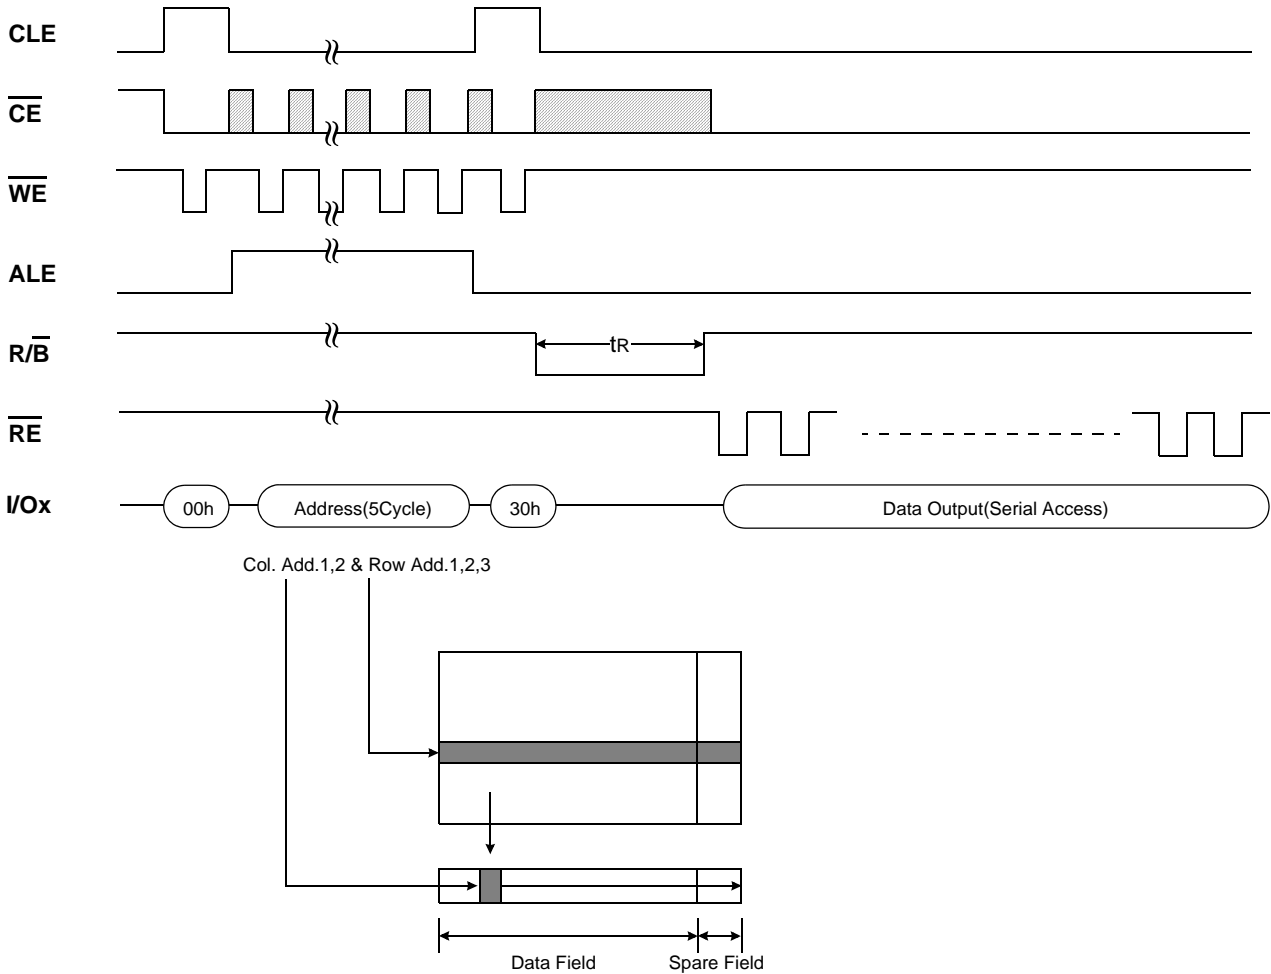 CLE
CE
WE
ALE
R/B
tR
RE
I/Ox
00h
Address(5Cycle)
30h
Data Output(Serial Access)
Col. Add.1,2 & Row Add.1,2,3
Data Field
Spare Field